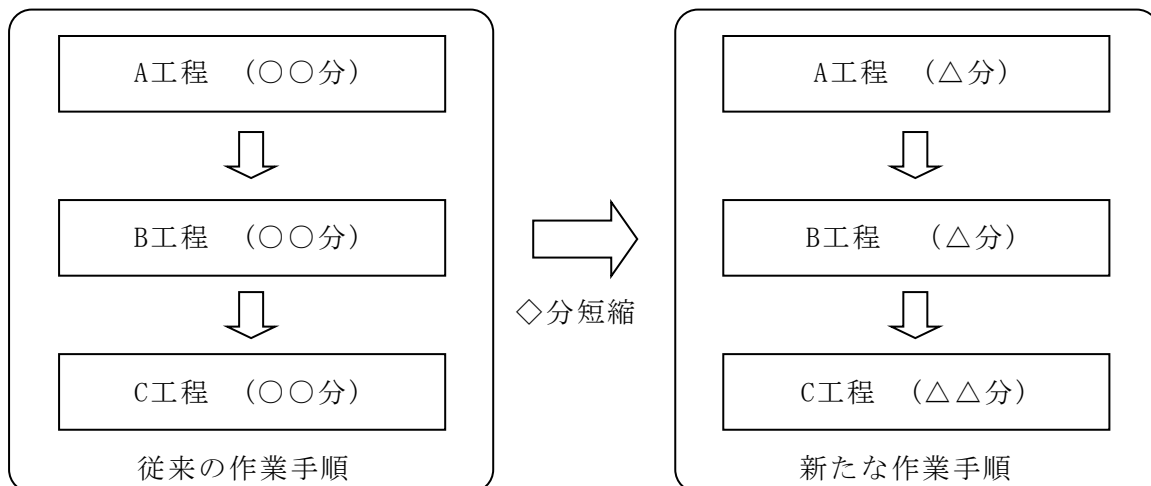 A工程 （○○分）
B工程 （○○分）
C工程 （○○分）
従来の作業手順
◇分短縮
A工程 （△分）
B工程 （△分）
C工程 （△△分）
新たな作業手順